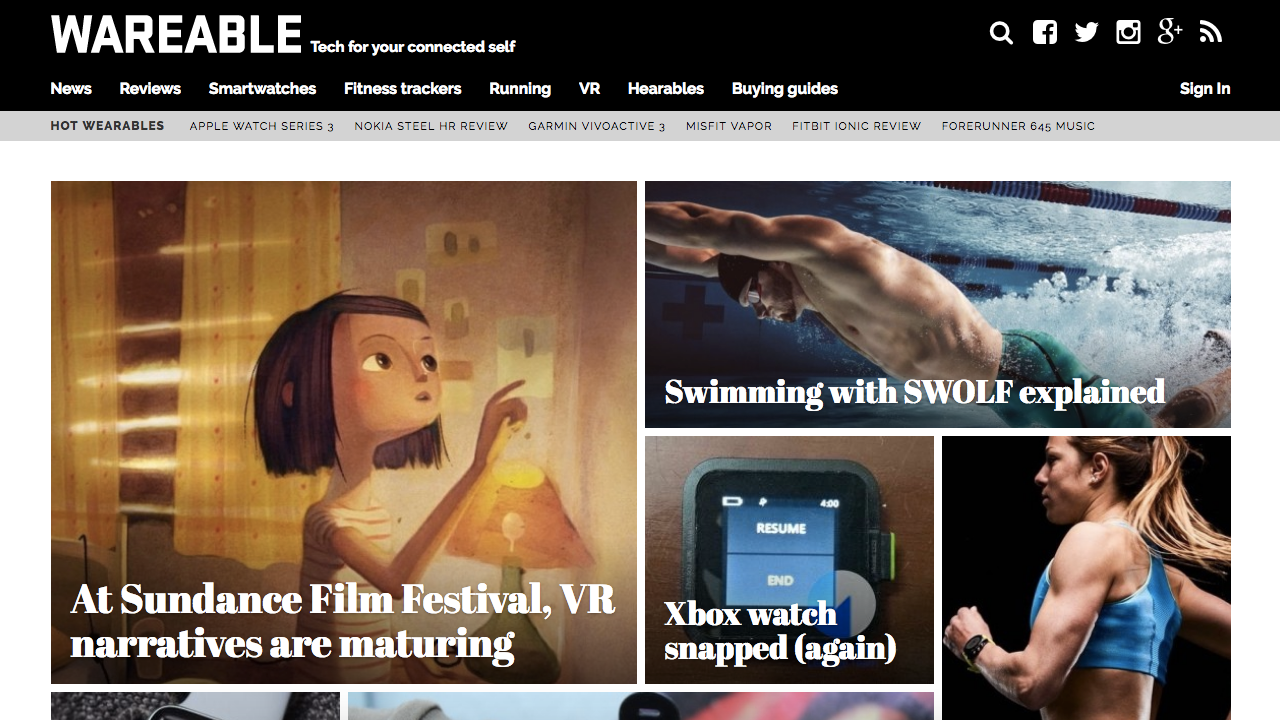 WAREABLE Tech for your connected self
News Reviews Smartwatches Fitness trackers Running VR Hearables Buying guides Sign In
HOT WEARABLES APPLE WATCH SERIES 3 NOKIA STEEL HR REVIEW GARMIN VIVOACTIVE 3 MISFIT VAPOR FITBIT IONIC REVIEW FORERUNNER 645 MUSIC
Swimming with SWOLF explained
At Sundance Film Festival, VR
narratives are maturing
4:00
RESUME
END
Xbox watch
snapped (again)